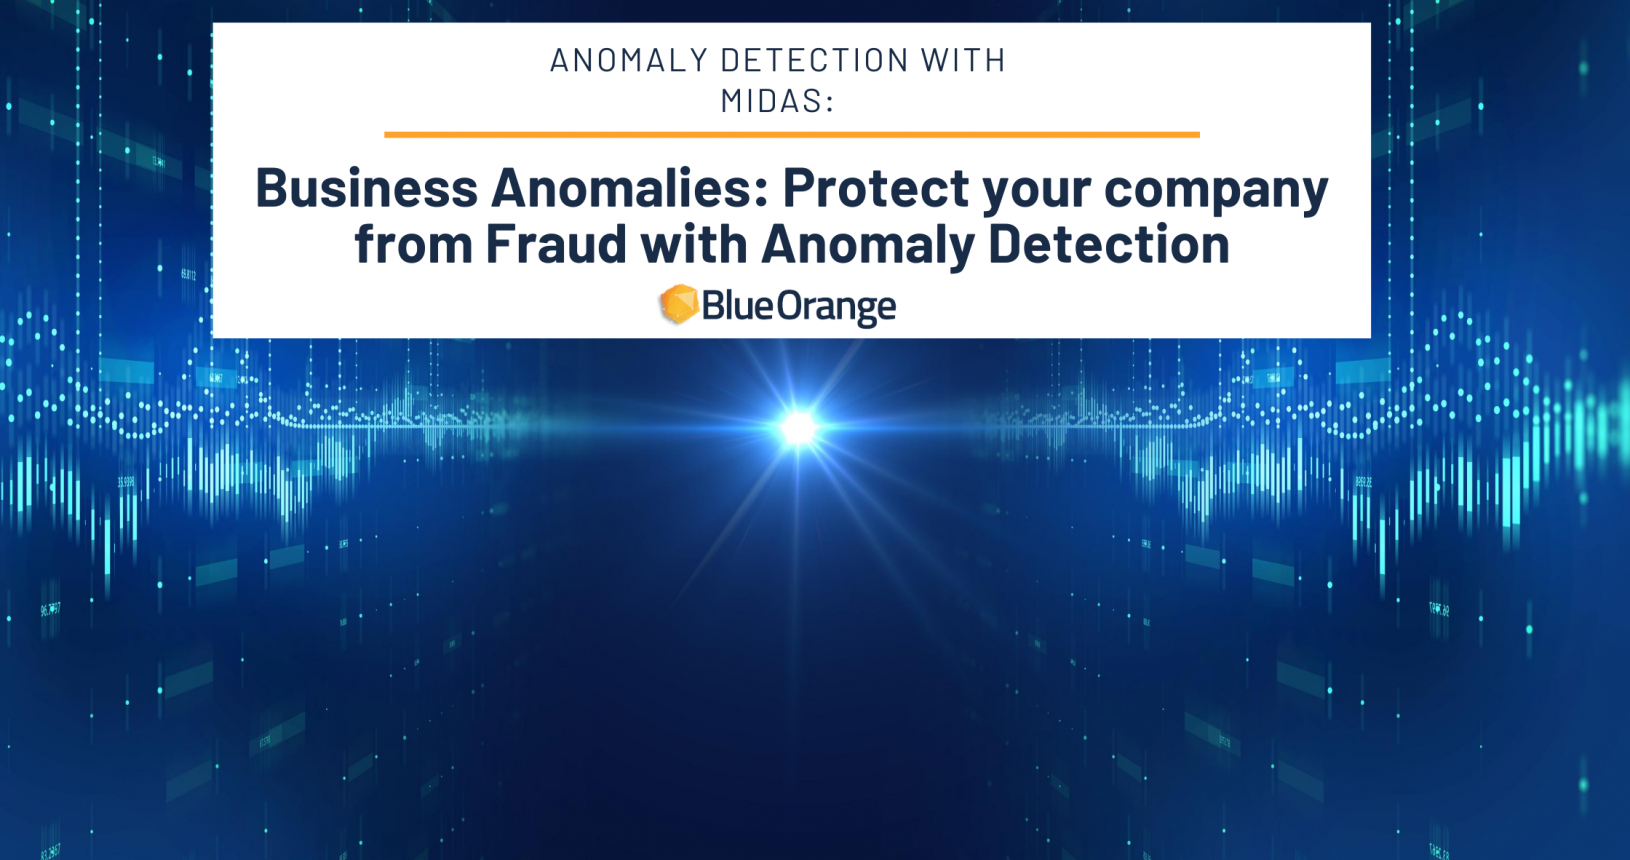 ANOMALY DETECTION WITH
MIDAS:
Business Anomalies: Protect your company
from Fraud with Anomaly Detection
BlueOrange